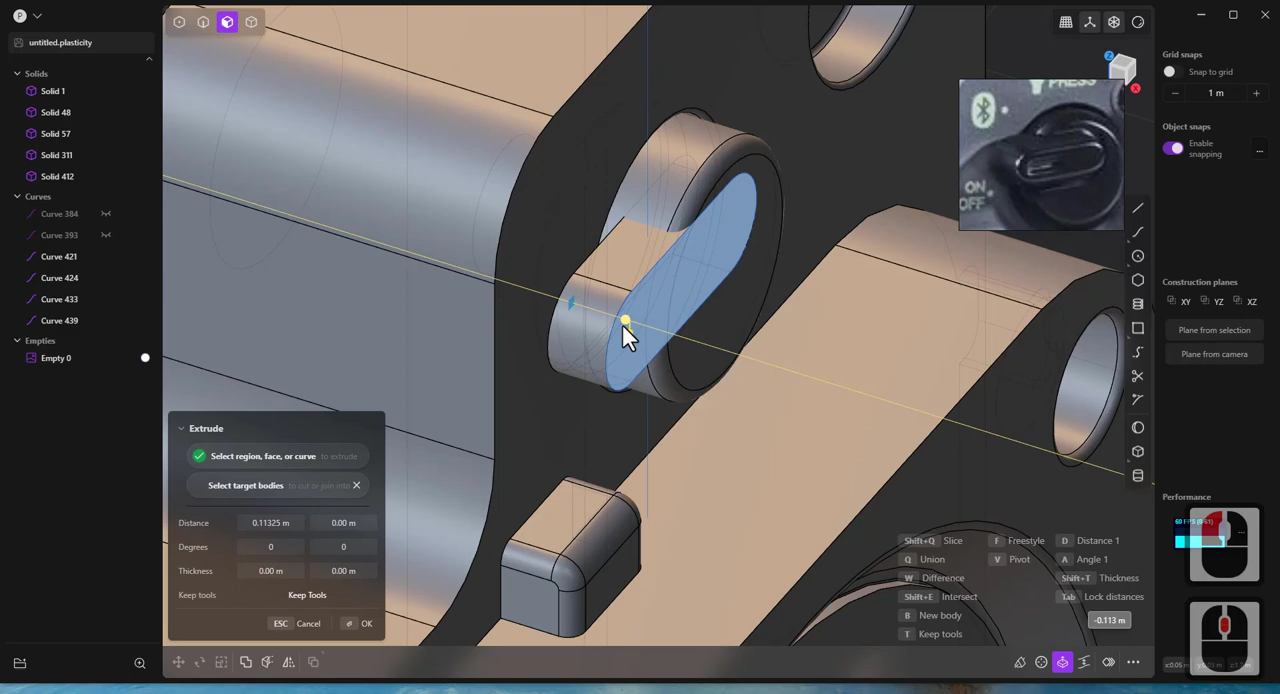 P
untitled.plasticity
Solids
Solid 1
Solid 48
Solid 57
Solid 311
Solid 412
Curves
Curve 384
Curve 393
Curve 421
Curve 424
Curve 433
Curve 439
Empties
Empty 0
Extrude
Select region, face, or curve to extrude
Select target bodies to cut or join into
Distance 0.11325 m 0.00 m
Degrees 0 0
Thickness 0.00 m 0.00 m
Keep tools Keep Tools
ESC Cancel OK
Shift+Q Slice F Freestyle D Distance 1
Q Union V Pivot A Angle 1
W Difference Shift+T Thickness
Shift+E Intersect Tab Lock distances
B New body
T Keep tools
-0.113 m
Z
X
PRESS
ON
OFF
Grid snaps
Snap to grid
1 m
Object snaps
Enable snapping
...
Construction planes
XY YZ XZ
Plane from selection
Plane from camera
Performance